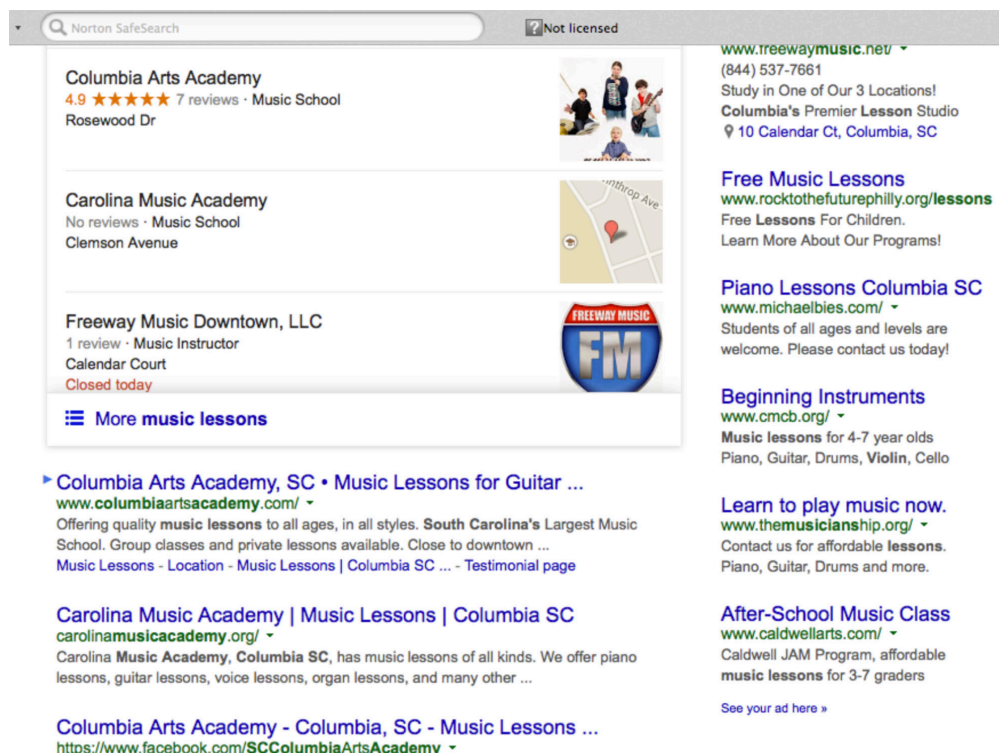 Norton SafeSearch
Not licensed
Columbia Arts Academy
4.9 ★★★★★ 7 reviews · Music School
Rosewood Dr
Carolina Music Academy
No reviews · Music School
Clemson Avenue
inthrop Ave
Freeway Music Downtown, LLC
1 review · Music Instructor
Calendar Court
Closed today
FREEWAY MUSIC
FM
More music lessons
Columbia Arts Academy, SC • Music Lessons for Guitar ...
www.columbiaartsacademy.com/
Offering quality music lessons to all ages, in all styles. South Carolina's Largest Music
School. Group classes and private lessons available. Close to downtown ...
Music Lessons - Location - Music Lessons | Columbia SC ... - Testimonial page
Carolina Music Academy | Music Lessons | Columbia SC
carolinamusicacademy.org/
Carolina Music Academy, Columbia SC, has music lessons of all kinds. We offer piano
lessons, guitar lessons, voice lessons, organ lessons, and many other ...
Columbia Arts Academy - Columbia, SC - Music Lessons ...
https://www.facebook.com/SCColumbiaArtsAcademy
www.freewaymusic.net/
(844) 537-7661
Study in One of Our 3 Locations!
Columbia's Premier Lesson Studio
10 Calendar Ct, Columbia, SC
Free Music Lessons
www.rocktothefuturephilly.org/lessons
Free Lessons For Children.
Learn More About Our Programs!
Piano Lessons Columbia SC
www.michaelbies.com/
Students of all ages and levels are
welcome. Please contact us today!
Beginning Instruments
www.cmcb.org/
Music lessons for 4-7 year olds
Piano, Guitar, Drums, Violin, Cello
Learn to play music now.
www.themusicianship.org/
Contact us for affordable lessons.
Piano, Guitar, Drums and more.
After-School Music Class
www.caldwellarts.com/
Caldwell JAM Program, affordable
music lessons for 3-7 graders
See your ad here »